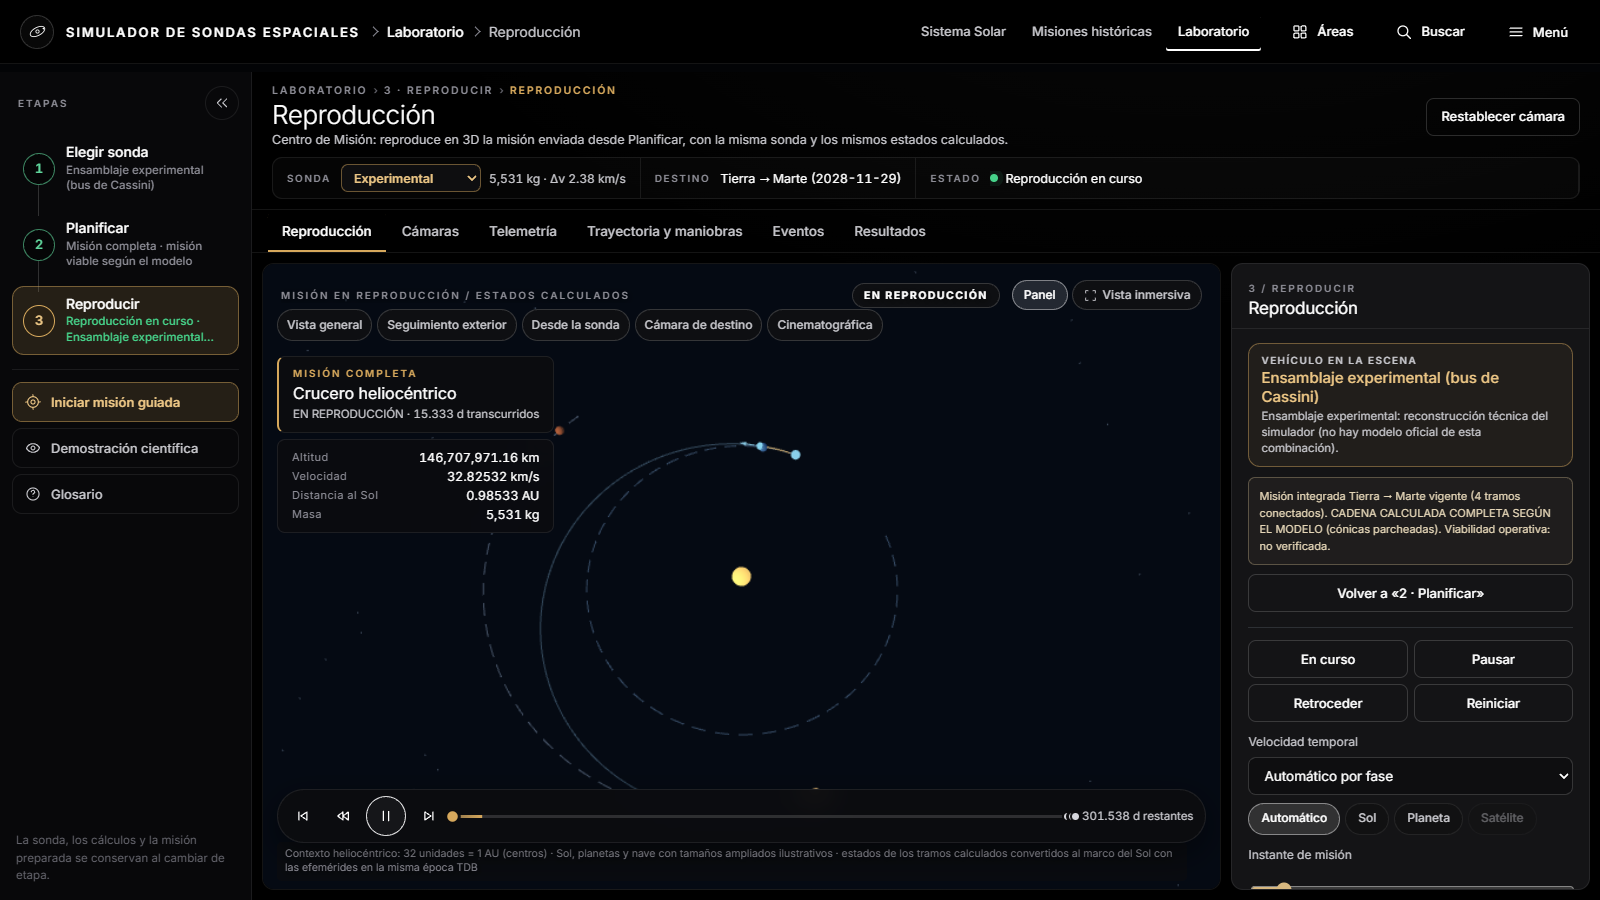 SIMULADOR DE SONDAS ESPACIALES > Laboratorio > Reproducción
Sistema Solar
Misiones históricas
Laboratorio
Áreas
Buscar
Menú
ETAPAS
1
Elegir sonda
Ensamblaje experimental
(bus de Cassini)
2
Planificar
Misión completa · misión
viable según el modelo
3
Reproducir
Reproducción en curso ·
Ensamblaje experimental...
Iniciar misión guiada
Demostración científica
Glosario
La sonda, los cálculos y la misión
preparada se conservan al cambiar de
etapa.
LABORATORIO › 3 · REPRODUCIR › REPRODUCCIÓN
Reproducción
Centro de Misión: reproduce en 3D la misión enviada desde Planificar, con la misma sonda y los mismos estados calculados.
Restablecer cámara
SONDA Experimental 5,531 kg · Δv 2.38 km/s
DESTINO Tierra → Marte (2028-11-29)
ESTADO Reproducción en curso
Reproducción
Cámaras
Telemetría
Trayectoria y maniobras
Eventos
Resultados
MISIÓN EN REPRODUCCIÓN / ESTADOS CALCULADOS
EN REPRODUCCIÓN
Panel
Vista inmersiva
Vista general
Seguimiento exterior
Desde la sonda
Cámara de destino
Cinematográfica
MISIÓN COMPLETA
Crucero heliocéntrico
EN REPRODUCCIÓN · 15.333 d transcurridos
Altitud 146,707,971.16 km
Velocidad 32.82532 km/s
Distancia al Sol 0.98533 AU
Masa 5,531 kg
301.538 d restantes
Contexto heliocéntrico: 32 unidades = 1 AU (centros) · Sol, planetas y nave con tamaños ampliados ilustrativos · estados de los tramos calculados convertidos al marco del Sol con
las efemérides en la misma época TDB
3 / REPRODUCIR
Reproducción
VEHÍCULO EN LA ESCENA
Ensamblaje experimental (bus de
Cassini)
Ensamblaje experimental: reconstrucción técnica del
simulador (no hay modelo oficial de esta
combinación).
Misión integrada Tierra → Marte vigente (4 tramos
conectados). CADENA CALCULADA COMPLETA SEGÚN
EL MODELO (cónicas parcheadas). Viabilidad operativa:
no verificada.
Volver a «2 · Planificar»
En curso
Pausar
Retroceder
Reiniciar
Velocidad temporal
Automático por fase
Automático
Sol
Planeta
Satélite
Instante de misión